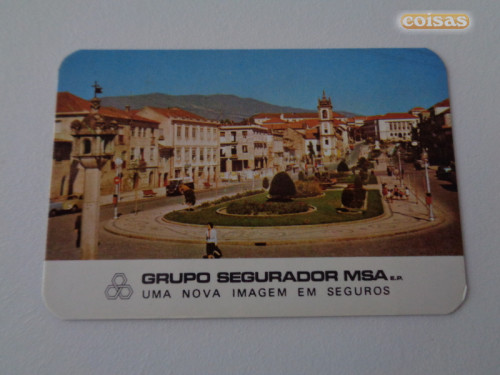 coisas
GRUPO SEGURADOR MSA E.P.
UMA NOVA IMAGEM EM SEGUROS